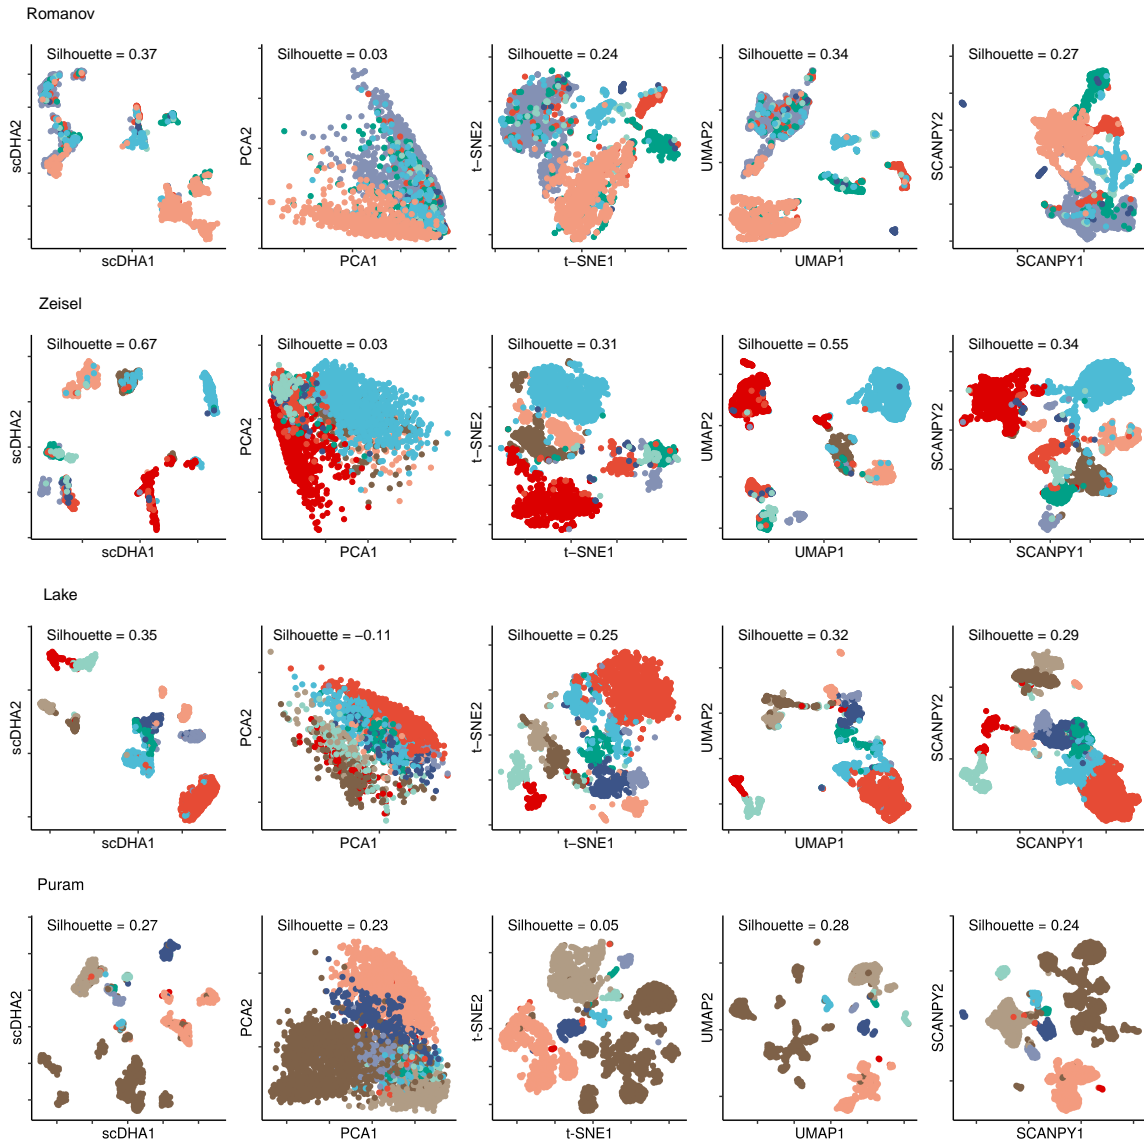 Romanov
Silhouette = 0.37
Silhouette = 0.03
Silhouette = 0.24
Silhouette = 0.34
Silhouette = 0.27
scDHA2
PCA2
t−SNE2
UMAP2
SCANPY2
scDHA1
PCA1
t−SNE1
UMAP1
SCANPY1
Zeisel
Silhouette = 0.67
Silhouette = 0.03
Silhouette = 0.31
Silhouette = 0.55
Silhouette = 0.34
scDHA2
PCA2
t−SNE2
UMAP2
SCANPY2
scDHA1
PCA1
t−SNE1
UMAP1
SCANPY1
Lake
Silhouette = 0.35
Silhouette = −0.11
Silhouette = 0.25
Silhouette = 0.32
Silhouette = 0.29
scDHA2
PCA2
t−SNE2
UMAP2
SCANPY2
scDHA1
PCA1
t−SNE1
UMAP1
SCANPY1
Puram
Silhouette = 0.27
Silhouette = 0.23
Silhouette = 0.05
Silhouette = 0.28
Silhouette = 0.24
scDHA2
PCA2
t-SNE2
UMAP2
SCANPY2
scDHA1
PCA1
t-SNE1
UMAP1
SCANPY1